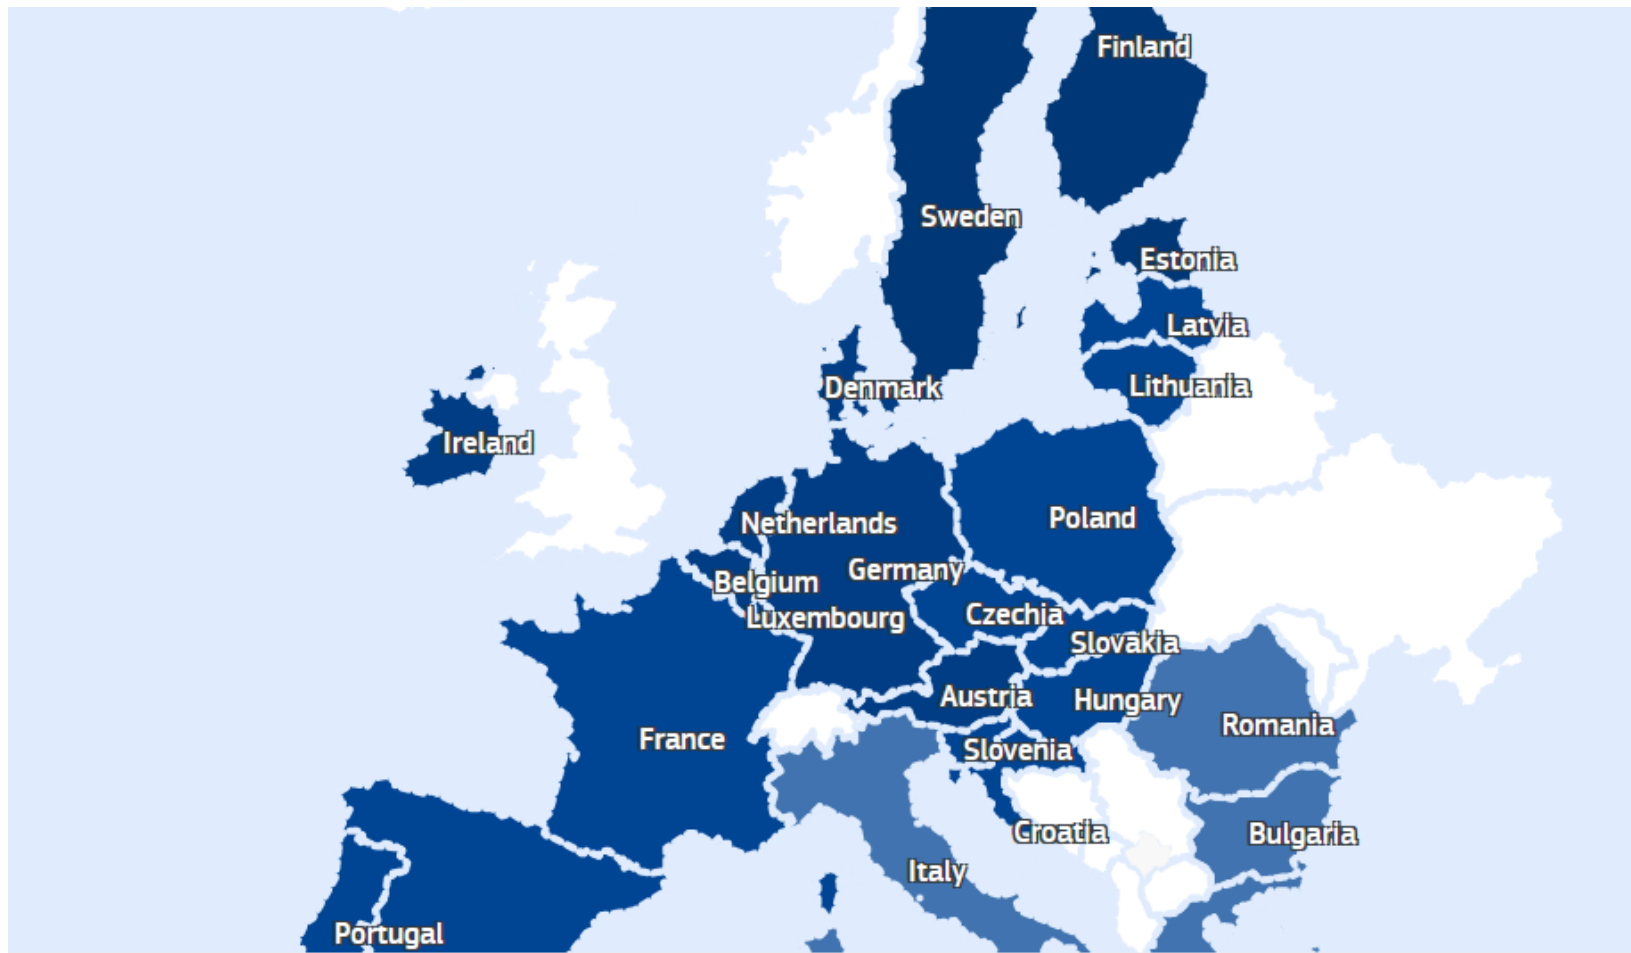 Finland
Sweden
Estonia
Latvia
Denmark
Lithuania
Ireland
Poland
Netherlands
Germany
Belgium
Czechia
Luxembourg
Slovakia
Austria
Hungary
Romania
France
Slovenia
Croatia
Bulgaria
Italy
Portugal